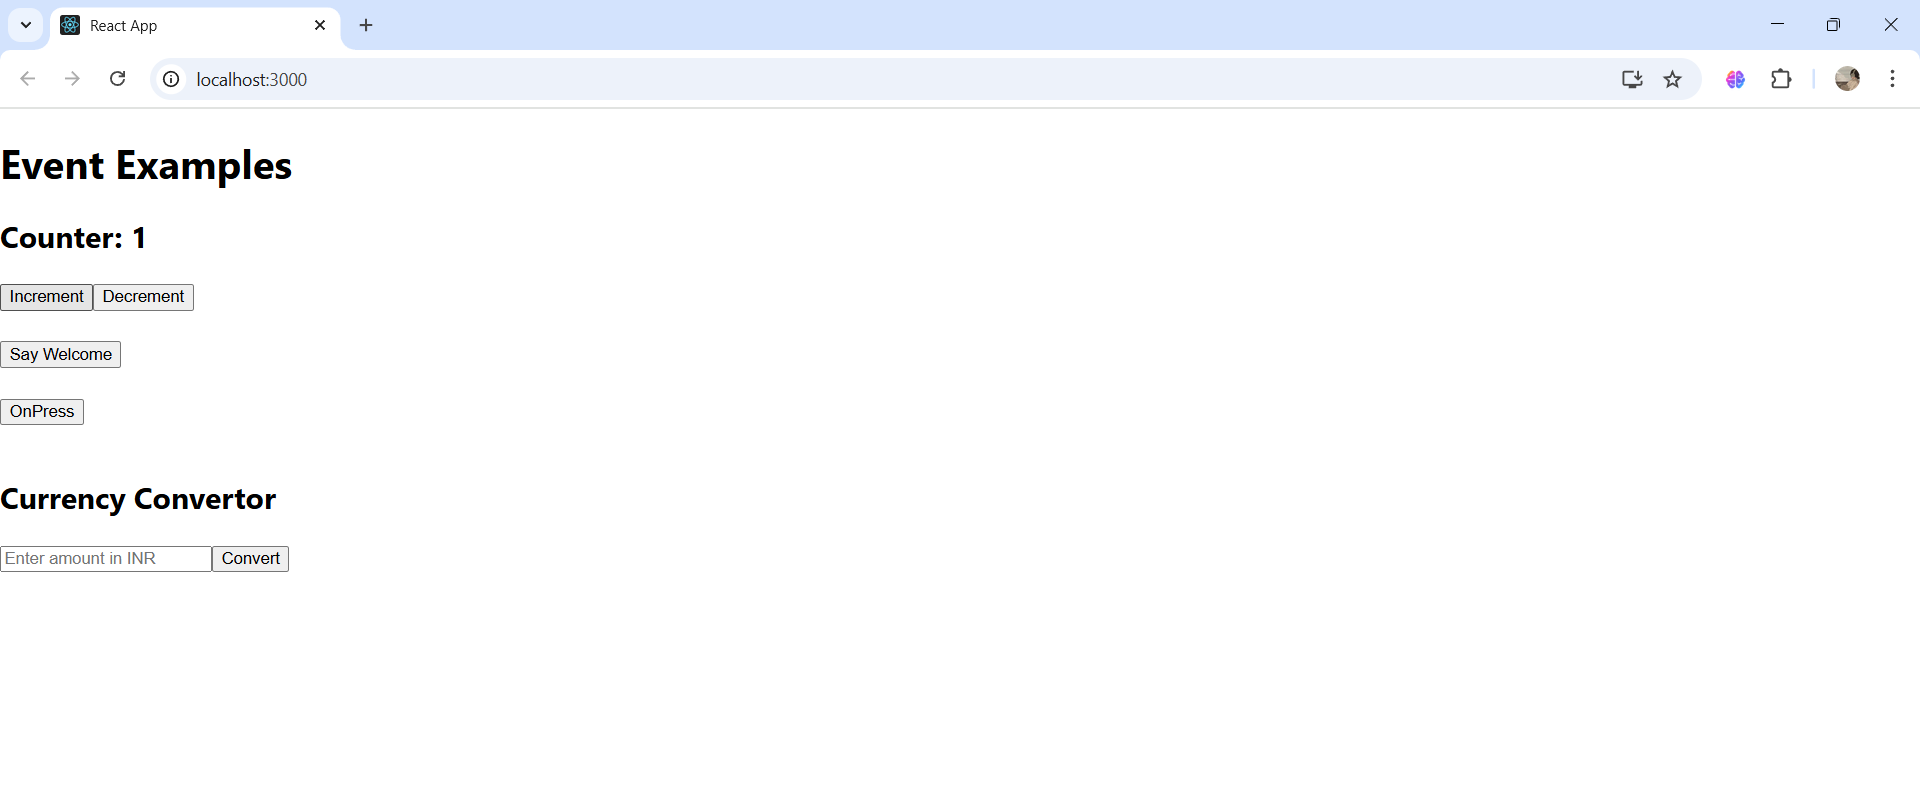 React App
localhost:3000
Event Examples
Counter: 1
Increment Decrement
Say Welcome
OnPress
Currency Convertor
Enter amount in INR Convert